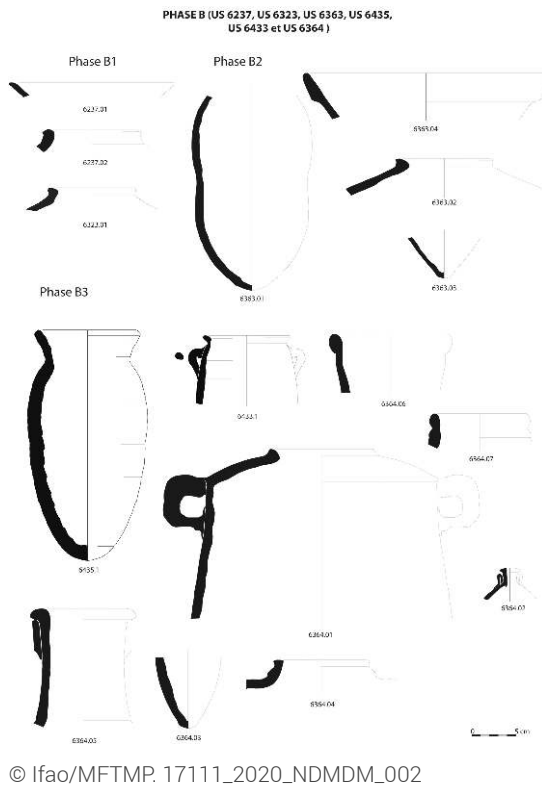 PHASE B (US 6237, US 6323, US 6363, US 6435,
US 6433 et US 6364 )
Phase B1
Phase B2
6237.01
6363.04
6237.02
6363.02
6323.01
6363.03
6363.01
Phase B3
6433.1
6364.06
6364.07
6435.1
6364.02
6364.01
6364.04
6364.05
6364.03
0
5 cm
© Ifao/MFTMP. 17111_2020_NDMDM_002